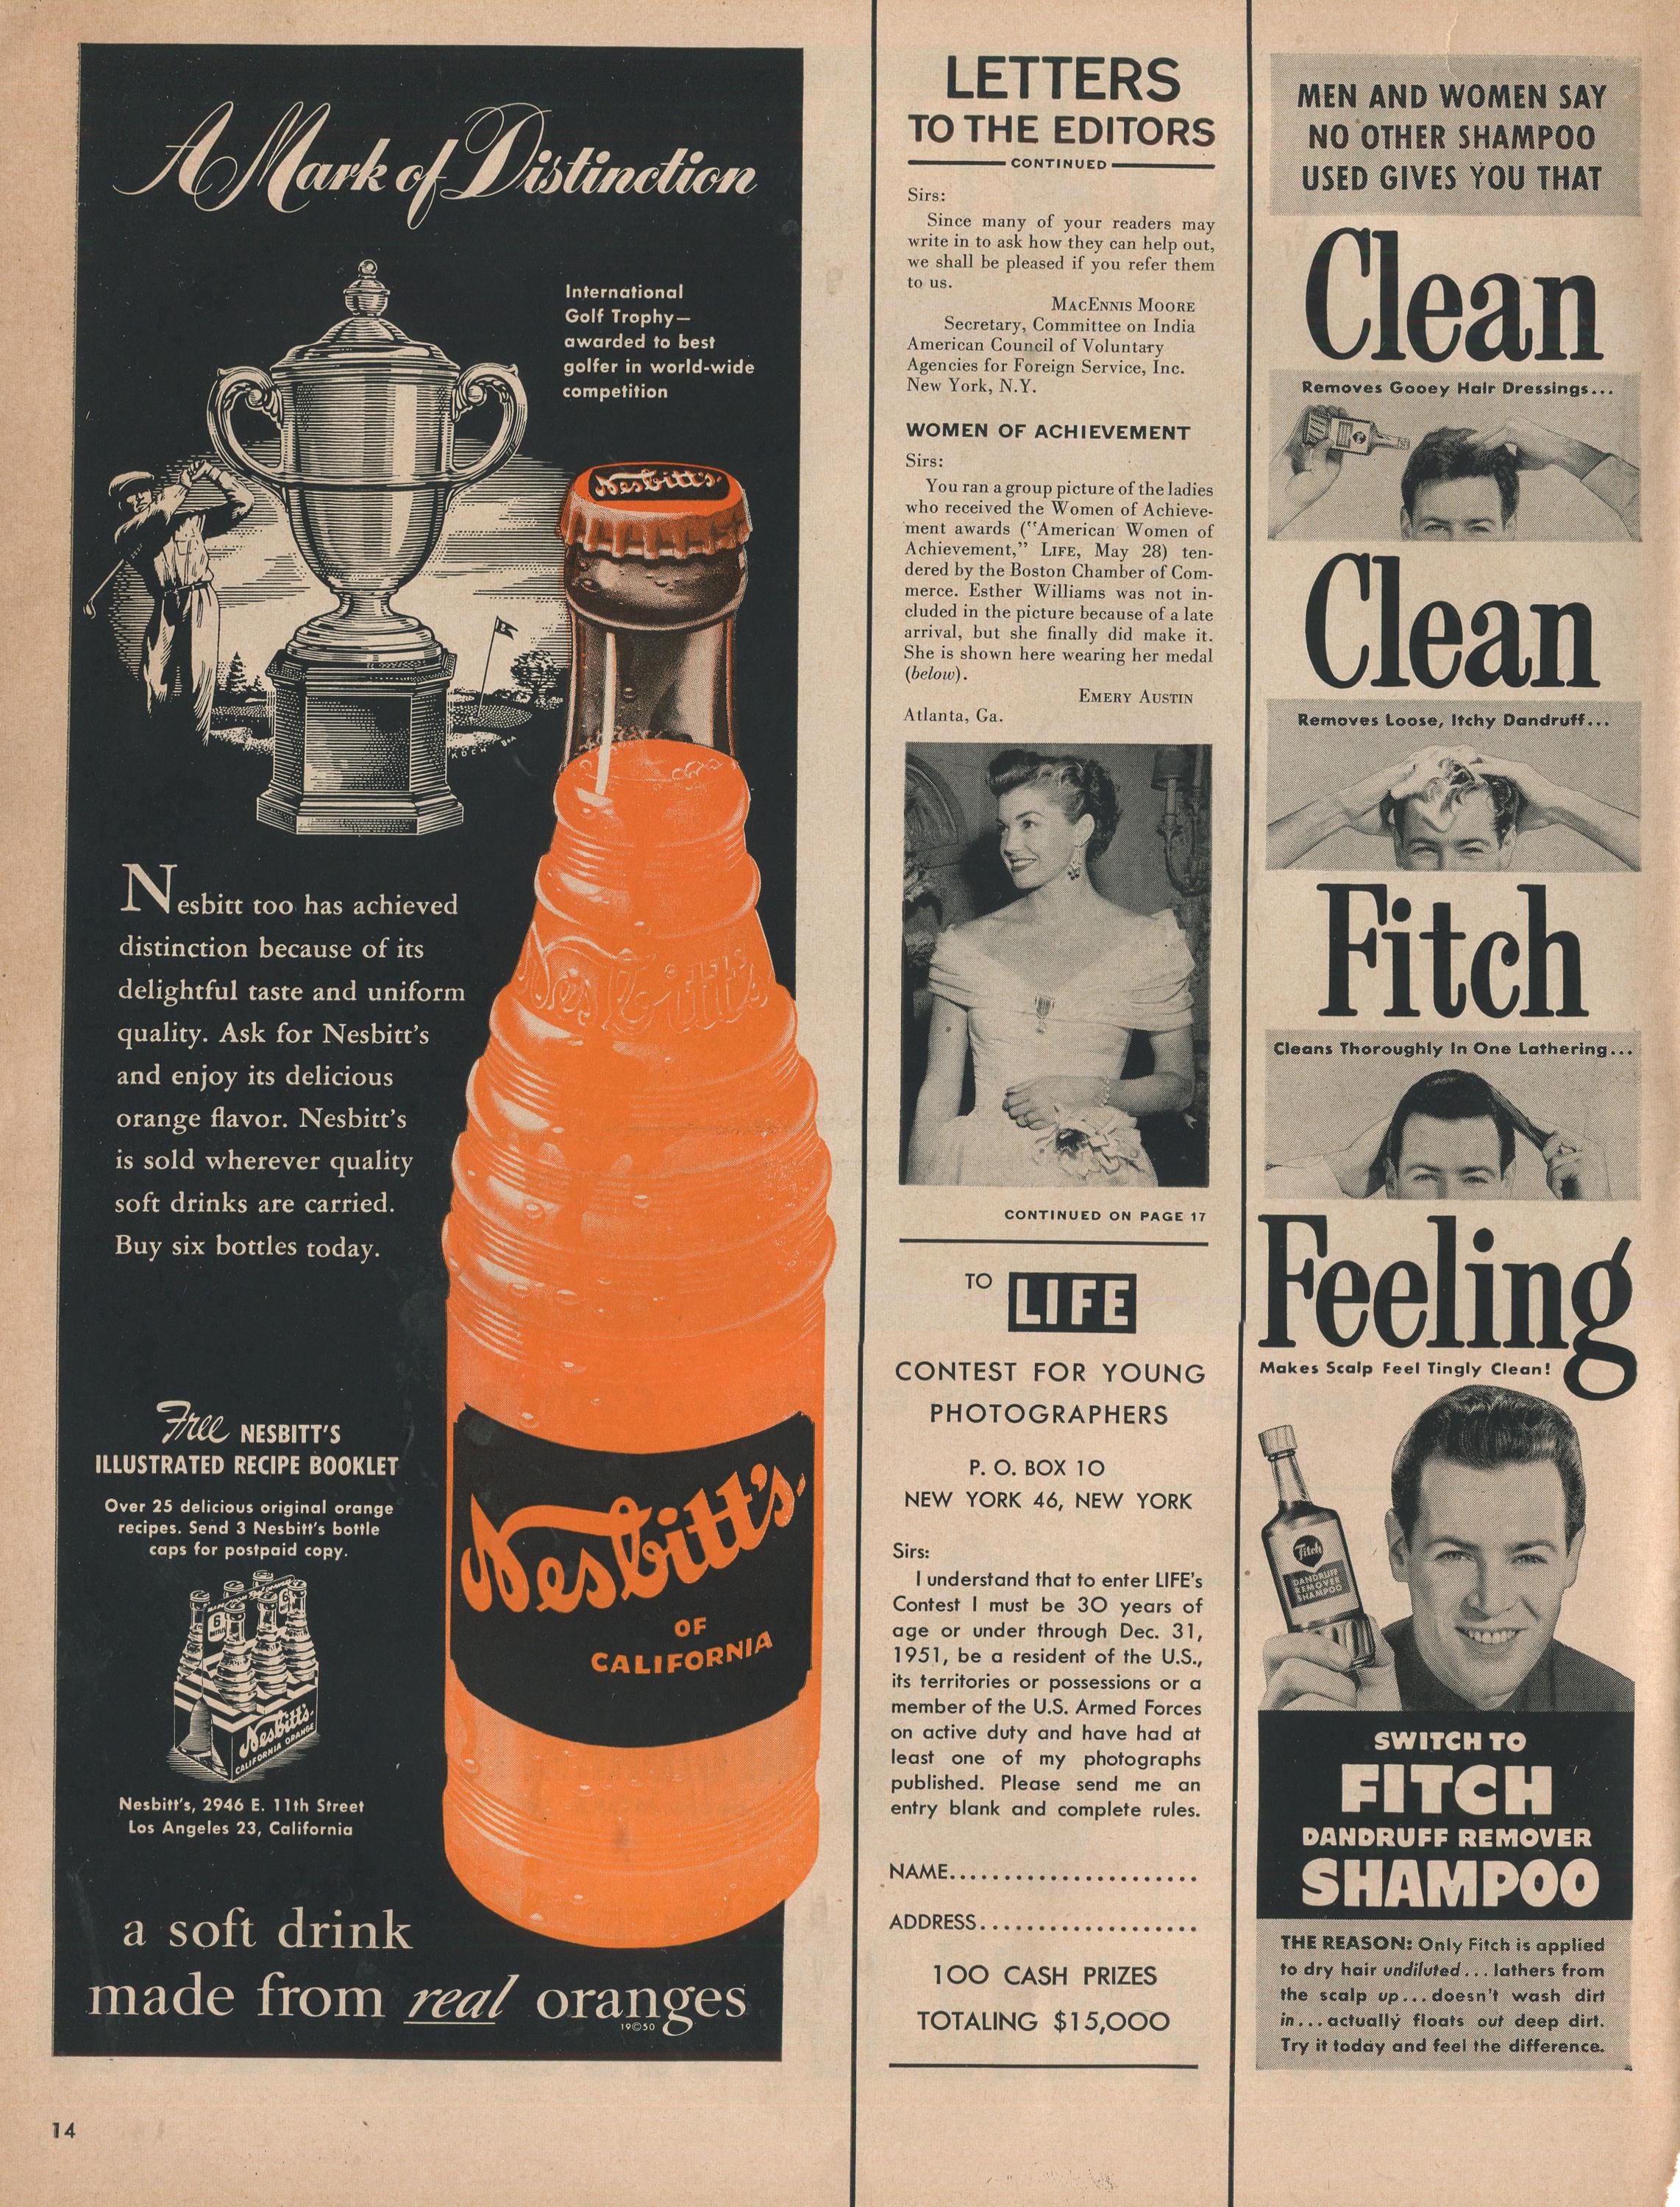 A Mark of Distinction
International
Golf Trophy—
awarded to best
golfer in world-wide
competition
Nesbitt's
Nesbitt too has achieved
distinction because of its
delightful taste and uniform
quality. Ask for Nesbitt's
and enjoy its delicious
orange flavor. Nesbitt's
is sold wherever quality
soft drinks are carried.
Buy six bottles today.
Nesbitt's
Free NESBITT'S
ILLUSTRATED RECIPE BOOKLET
Over 25 delicious original orange
recipes. Send 3 Nesbitt's bottle
caps for postpaid copy.
6
6
Nesbitt's
CALIFORNIA ORANGE
Nesbitt's.
OF
CALIFORNIA
Nesbitt's, 2946 E. 11th Street
Los Angeles 23, California
a soft drink
made from real oranges
19©50
14
LETTERS
TO THE EDITORS
CONTINUED
Sirs:
Since many of your readers may
write in to ask how they can help out,
we shall be pleased if you refer them
to us.
MACENNIS MOORE
Secretary, Committee on India
American Council of Voluntary
Agencies for Foreign Service, Inc.
New York, N.Y.
WOMEN OF ACHIEVEMENT
Sirs:
You ran a group picture of the ladies
who received the Women of Achieve-
ment awards ("American Women of
Achievement," LIFE, May 28) ten-
dered by the Boston Chamber of Com-
merce. Esther Williams was not in-
cluded in the picture because of a late
arrival, but she finally did make it.
She is shown here wearing her medal
(below).
EMERY AUSTIN
Atlanta, Ga.
CONTINUED ON PAGE 17
TO LIFE
CONTEST FOR YOUNG
PHOTOGRAPHERS
P. O. BOX 10
NEW YORK 46, NEW YORK
Sirs:
I understand that to enter LIFE's
Contest I must be 30 years of
age or under through Dec. 31,
1951, be a resident of the U.S.,
its territories or possessions or a
member of the U.S. Armed Forces
on active duty and have had at
least one of my photographs
published. Please send me an
entry blank and complete rules.
NAME.......................
ADDRESS....................
100 CASH PRIZES
TOTALING $15,000
MEN AND WOMEN SAY
NO OTHER SHAMPOO
USED GIVES YOU THAT
Clean
Removes Gooey Hair Dressings...
Clean
Removes Loose, Itchy Dandruff...
Fitch
Cleans Thoroughly In One Lathering...
Feeling
Makes Scalp Feel Tingly Clean!
Fitch
DANDRUFF
REMOVER
SHAMPOO
SWITCH TO
FITCH
DANDRUFF REMOVER
SHAMPOO
THE REASON: Only Fitch is applied
to dry hair undiluted...lathers from
the scalp up...doesn't wash dirt
in...actually floats out deep dirt.
Try it today and feel the difference.